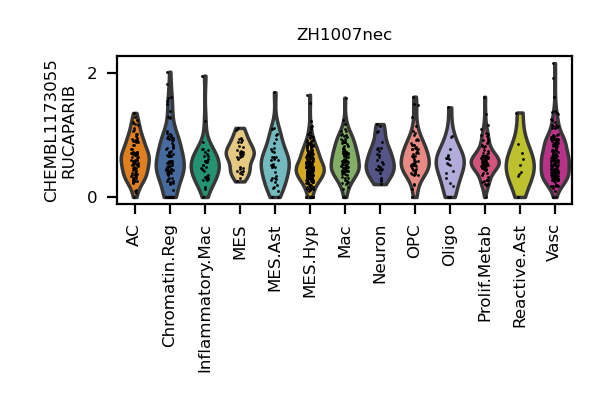 ZH1007nec
CHEMBL1173055
RUCAPARIB
2
0
AC
Chromatin.Reg
Inflammatory.Mac
MES
MES.Ast
MES.Hyp
Mac
Neuron
OPC
Oligo
Prolif.Metab
Reactive.Ast
Vasc